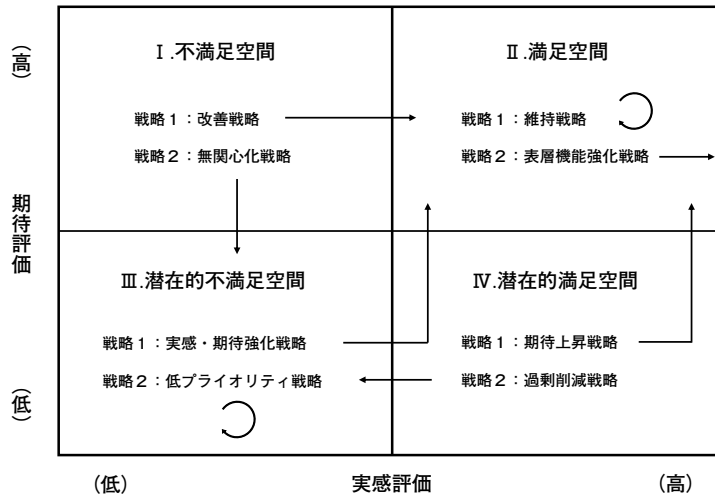 （高）
期待評価
（低）
Ⅰ.不満足空間
戦略１：改善戦略
戦略２：無関心化戦略
Ⅱ.満足空間
戦略１：維持戦略
戦略２：表層機能強化戦略
Ⅲ.潜在的不満足空間
戦略１：実感・期待強化戦略
戦略２：低プライオリティ戦略
Ⅳ.潜在的満足空間
戦略１：期待上昇戦略
戦略２：過剰削減戦略
（低）
実感評価
（高）